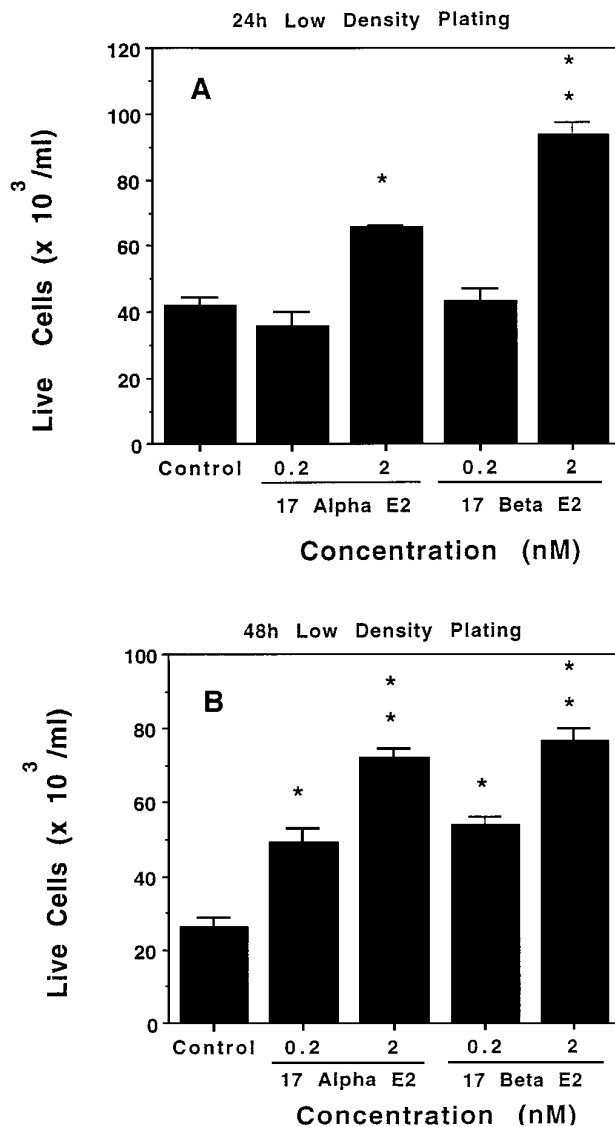 24h Low Density Plating
A
120
100
80
60
40
20
0
Live Cells (x 10 3 /ml)
*
*
*
Control 0.2 2 0.2 2
17 Alpha E2 17 Beta E2
Concentration (nM)
48h Low Density Plating
B
100
80
60
40
20
0
Live Cells (x 10 3 /ml)
*
*
*
*
*
*
Control 0.2 2 0.2 2
17 Alpha E2 17 Beta E2
Concentration (nM)